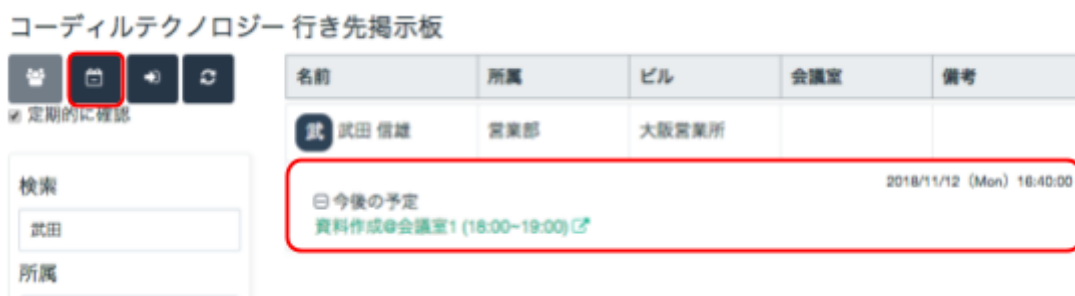 コーディルテクノロジー 行き先掲示板
名前 所属 ビル 会議室 備考
定期的に確認
武 武田 信雄 営業部 大阪営業所
検索
2018/11/12（Mon）16:40:00
今後の予定
武田
資料作成@会議室1 (18:00~19:00)
所属